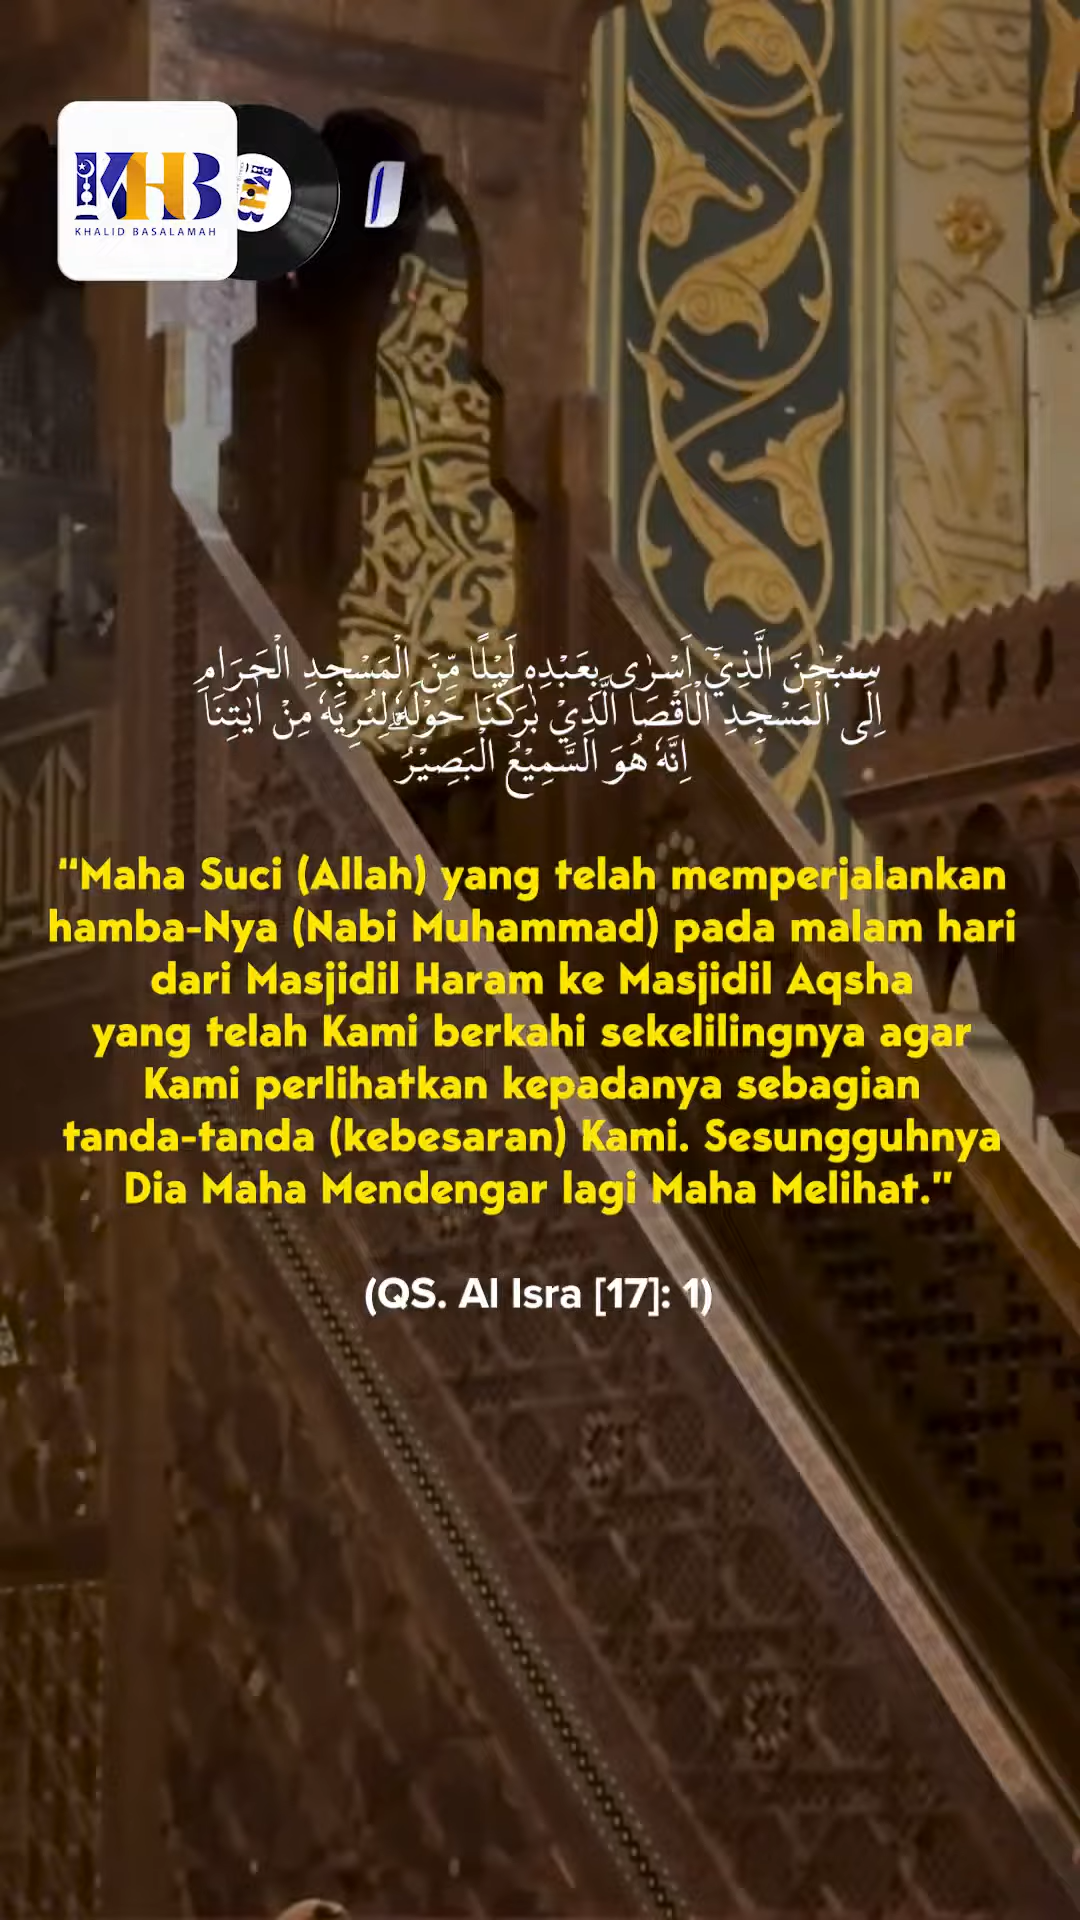 KHB
KHALID BASALAMAH
سُبْحٰنَ الَّذِيْٓ اَسْرٰى بِعَبْدِهٖ لَيْلًا مِّنَ الْمَسْجِدِ الْحَرَامِ
اِلَى الْمَسْجِدِ الْاَقْصَا الَّذِيْ بٰرَكْنَا حَوْلَهٗ لِنُرِيَهٗ مِنْ اٰيٰتِنَاۗ
اِنَّهٗ هُوَ السَّمِيْعُ الْبَصِيْرُ
“Maha Suci (Allah) yang telah memperjalankan
hamba-Nya (Nabi Muhammad) pada malam hari
dari Masjidil Haram ke Masjidil Aqsha
yang telah Kami berkahi sekelilingnya agar
Kami perlihatkan kepadanya sebagian
tanda-tanda (kebesaran) Kami. Sesungguhnya
Dia Maha Mendengar lagi Maha Melihat.”
(QS. Al Isra [17]: 1)